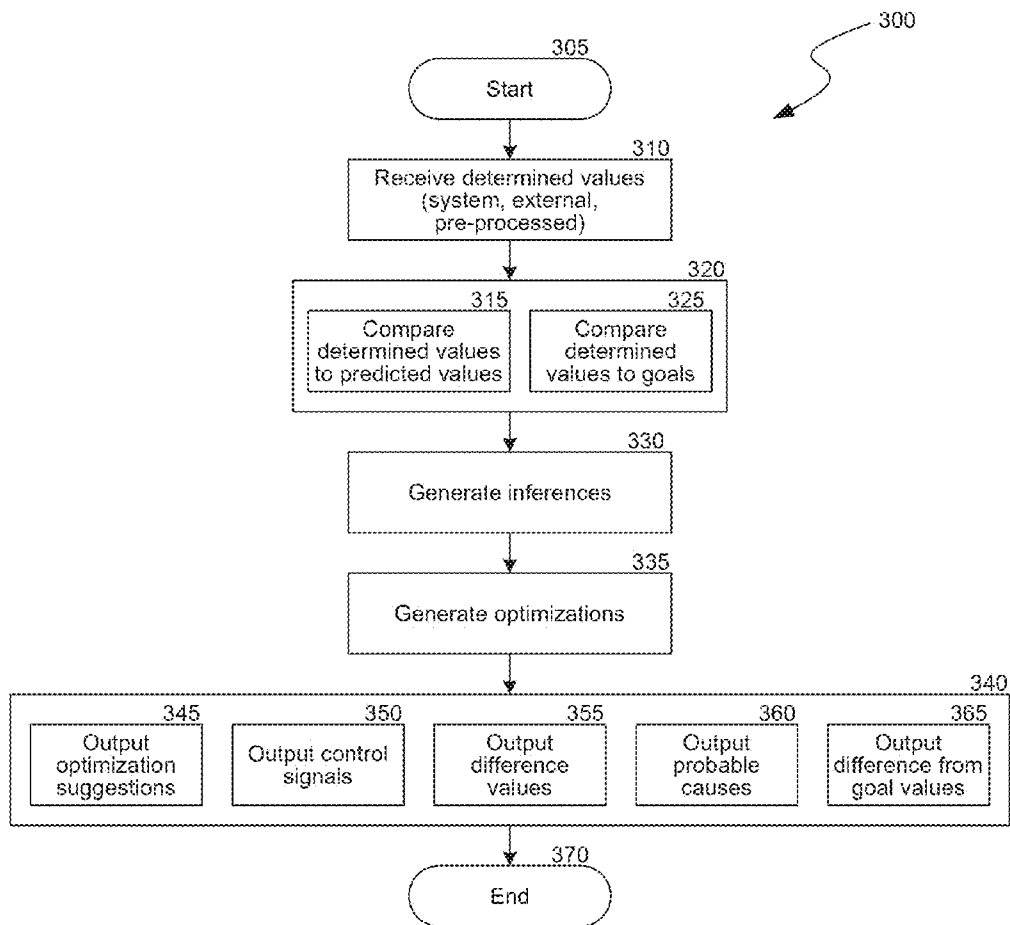 300
305
Start
310
Receive determined values
(system, external,
pre-processed)
320
315
Compare
determined values
to predicted values
325
Compare
determined
values to goals
330
Generate inferences
335
Generate optimizations
340
345
Output
optimization
suggestions
350
Output control
signals
355
Output
difference
values
360
Output
probable
causes
365
Output
difference from
goal values
370
End